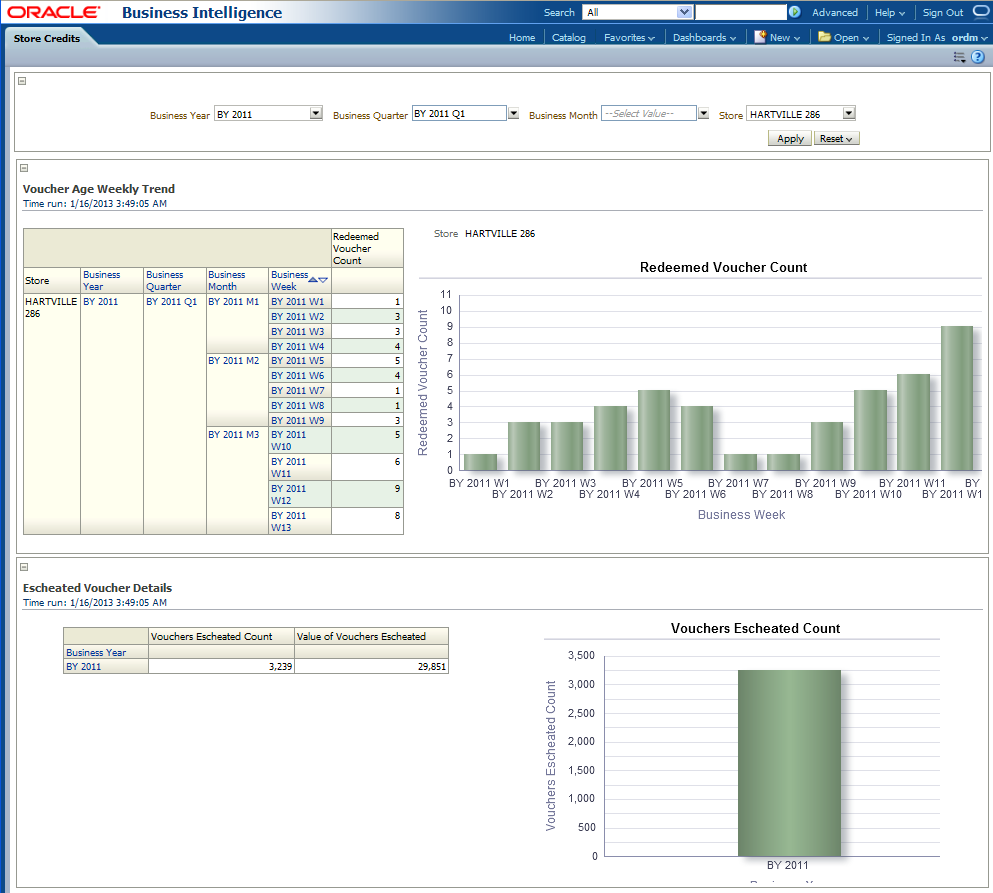 ORACLE Business Intelligence Search All Advanced Help Sign Out
Store Credits Home Catalog Favorites Dashboards New Open Signed In As ordm
Business Year BY 2011 Business Quarter BY 2011 Q1 Business Month --Select Value-- Store HARTVILLE 286
Apply Reset
Voucher Age Weekly Trend
Time run: 1/16/2013 3:49:05 AM
Redeemed
Voucher
Count
Store Business Year Business Quarter Business Month Business Week
HARTVILLE 286 BY 2011 BY 2011 Q1 BY 2011 M1 BY 2011 W1 1
BY 2011 W2 3
BY 2011 W3 3
BY 2011 W4 4
BY 2011 M2 BY 2011 W5 5
BY 2011 W6 4
BY 2011 W7 1
BY 2011 W8 1
BY 2011 W9 3
BY 2011 M3 BY 2011 W10 5
BY 2011 W11 6
BY 2011 W12 9
BY 2011 W13 8
Store HARTVILLE 286
Redeemed Voucher Count
Redeemed Voucher Count
11
10
9
8
7
6
5
4
3
2
1
0
BY 2011 W1 BY 2011 W3 BY 2011 W5 BY 2011 W7 BY 2011 W9 BY 2011 W11 BY
BY 2011 W2 BY 2011 W4 BY 2011 W6 BY 2011 W8 BY 2011 W10 BY 2011 W1
Business Week
Escheated Voucher Details
Time run: 1/16/2013 3:49:05 AM
Vouchers Escheated Count Value of Vouchers Escheated
Business Year
BY 2011 3,239 29,851
Vouchers Escheated Count
Vouchers Escheated Count
3,500
3,000
2,500
2,000
1,500
1,000
500
0
BY 2011